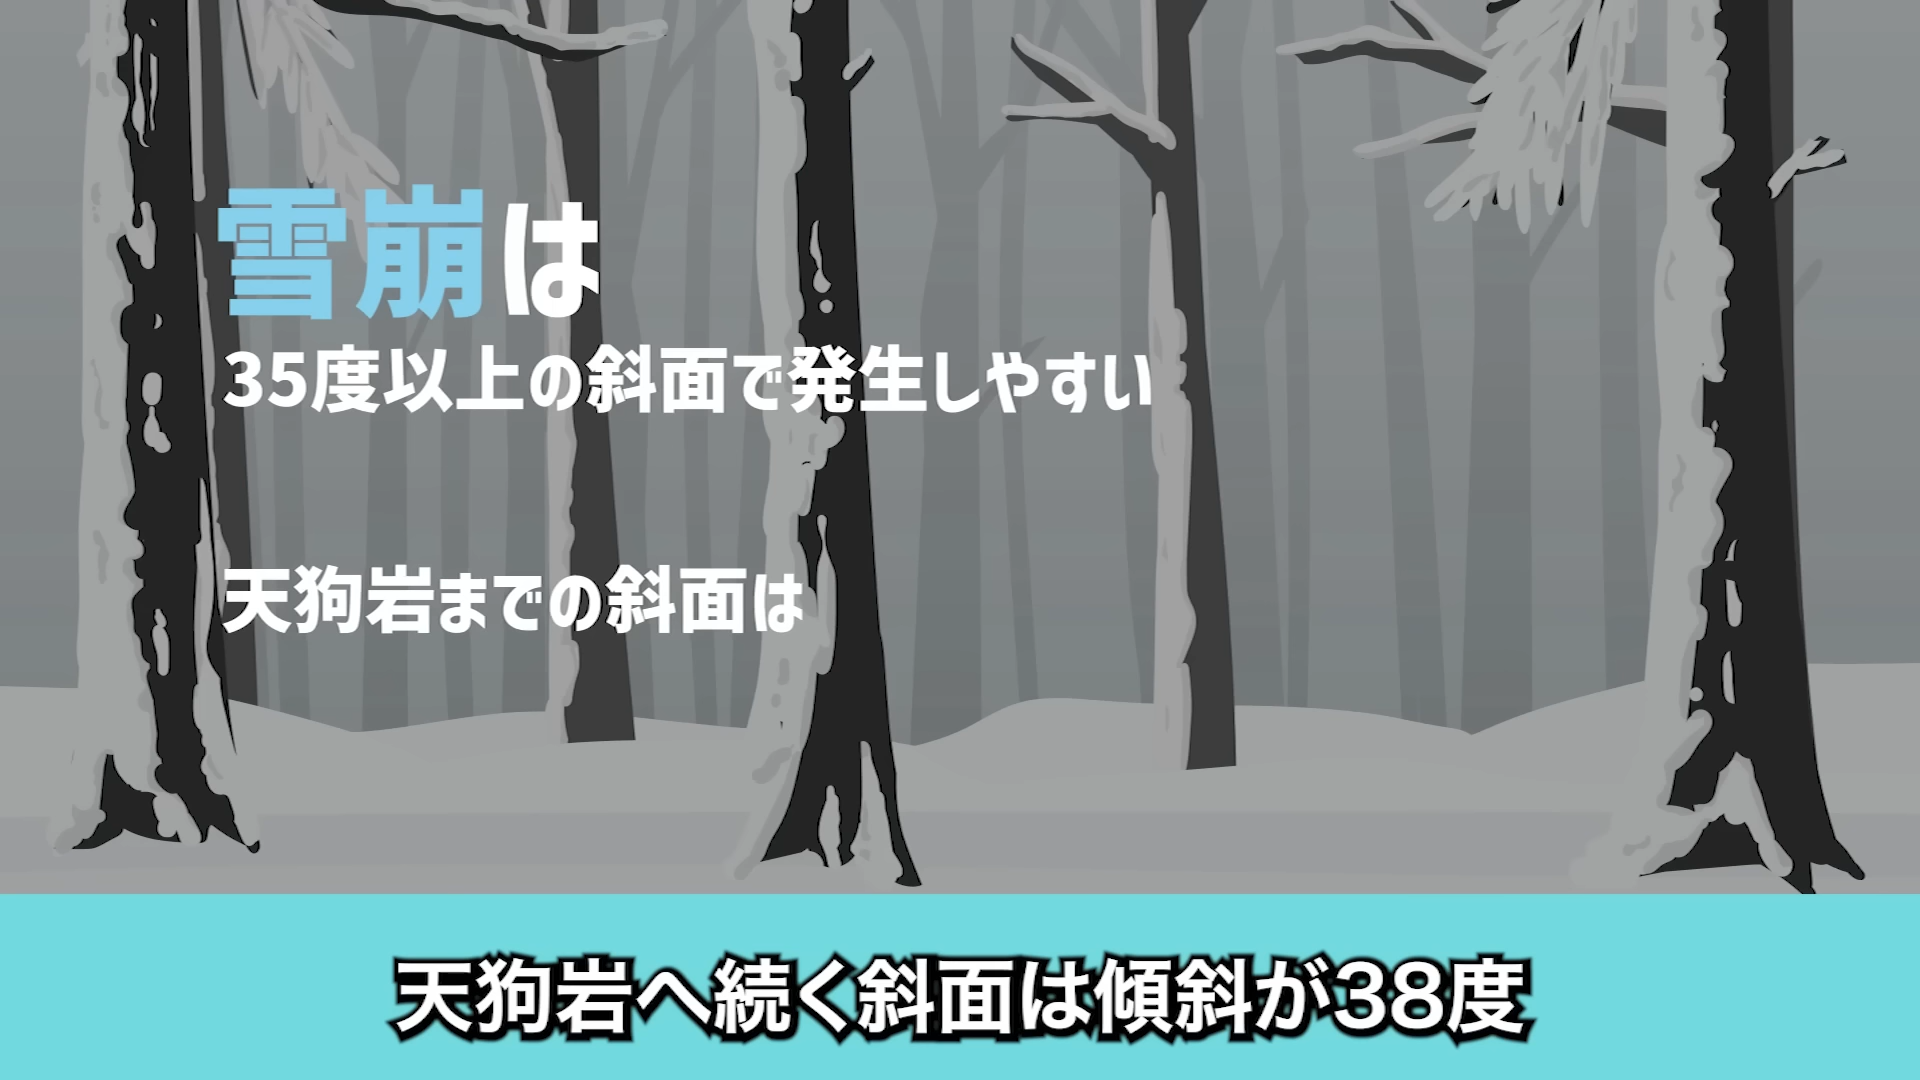 雪崩は
35度以上の斜面で発生しやすい
天狗岩までの斜面は
天狗岩へ続く斜面は傾斜が38度